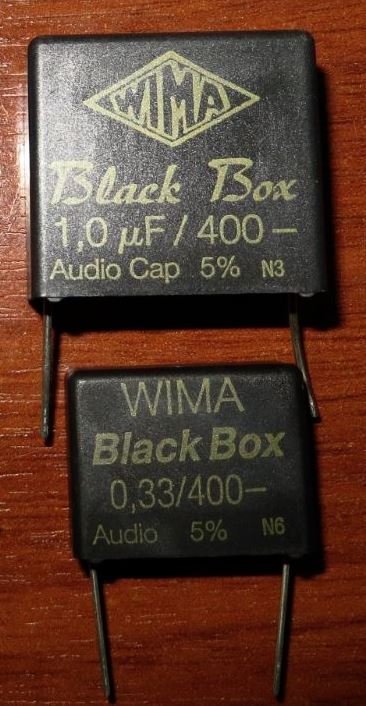 WIMA
Black Box
1,0 µF/400–
Audio Cap 5% N3
WIMA
Black Box
0,33/400–
Audio 5% N6